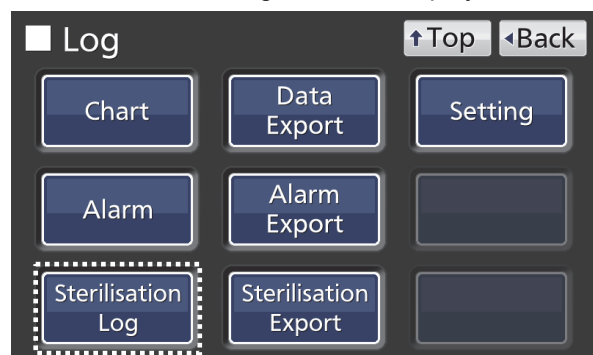 Log
↑Top
◂Back
Chart
Data
Export
Setting
Alarm
Alarm
Export
Sterilisation
Log
Sterilisation
Export